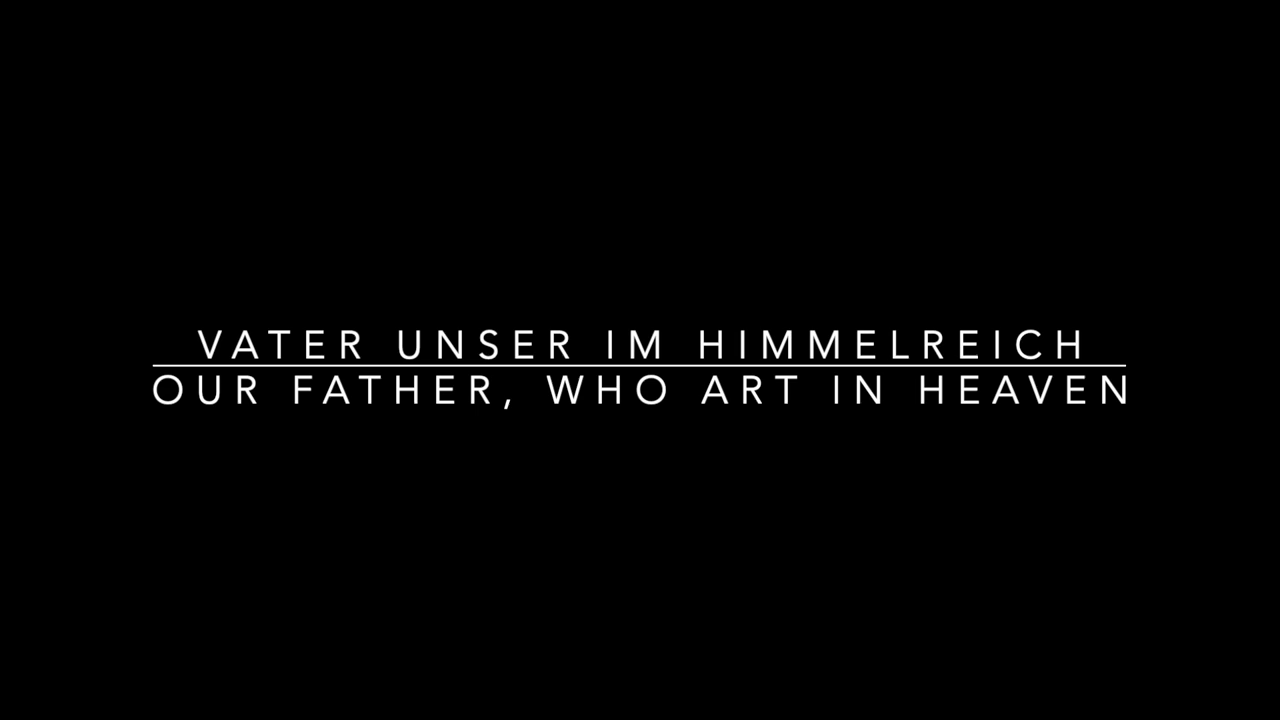 VATER UNSER IM HIMMELREICH
OUR FATHER, WHO ART IN HEAVEN